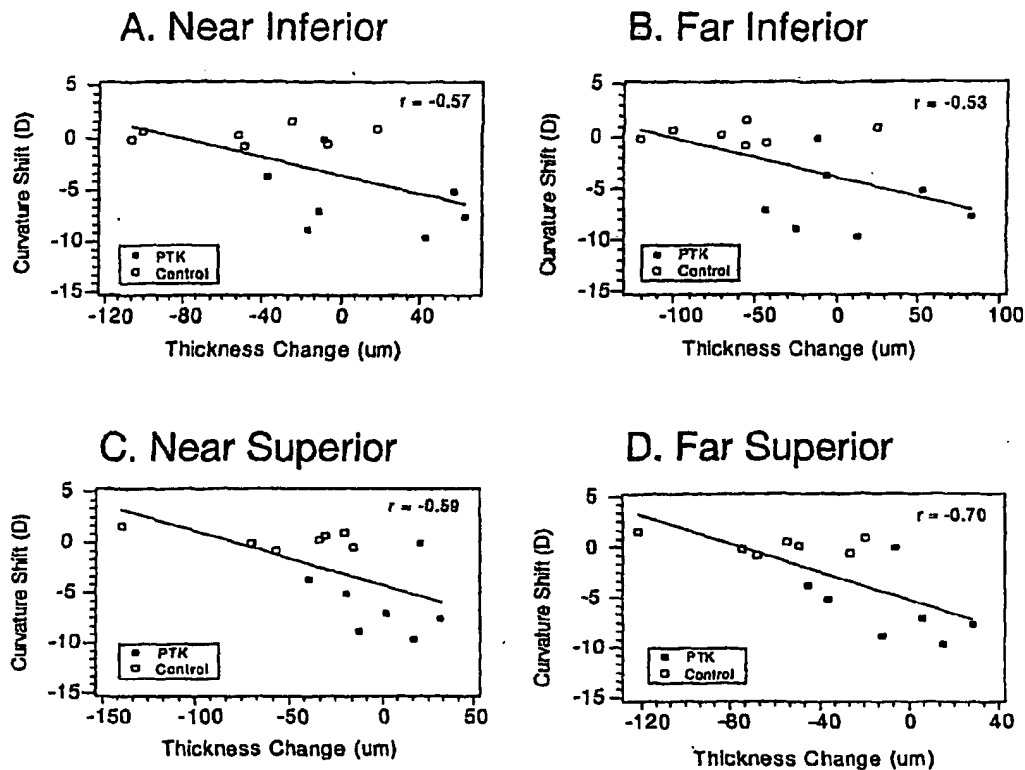 A. Near Inferior
r = -0.57
5
0
-5
-10
-15
Curvature Shift (D)
PTK
Control
-120
-80
-40
0
40
Thickness Change (um)
B. Far Inferior
r = -0.53
5
0
-5
-10
-15
Curvature Shift (D)
PTK
Control
-100
-50
0
50
100
Thickness Change (um)
C. Near Superior
r = -0.59
5
0
-5
-10
-15
Curvature Shift (D)
PTK
Control
-150
-100
-50
0
50
Thickness Change (um)
D. Far Superior
r = -0.70
5
0
-5
-10
-15
Curvature Shift (D)
PTK
Control
-120
-80
-40
0
40
Thickness Change (um)